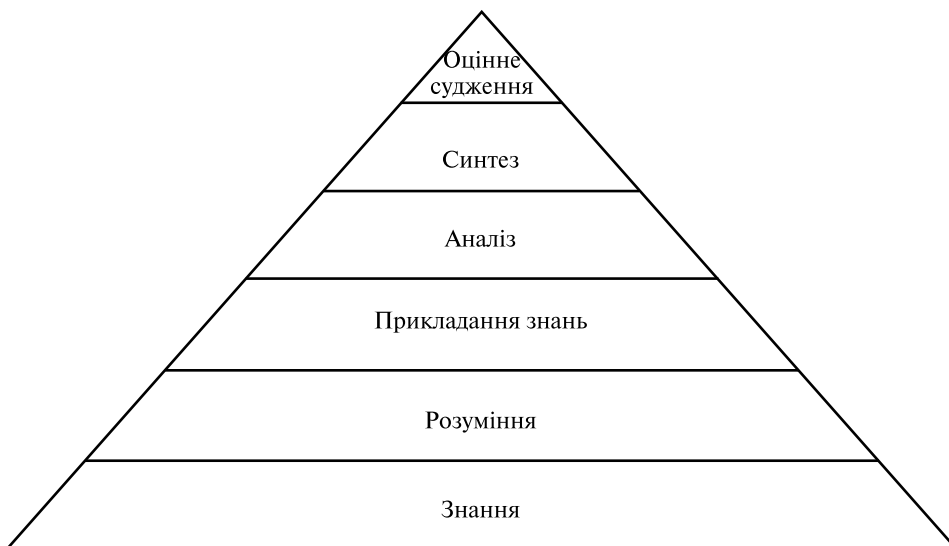 Оцінне
судження
Синтез
Аналіз
Прикладання знань
Розуміння
Знання